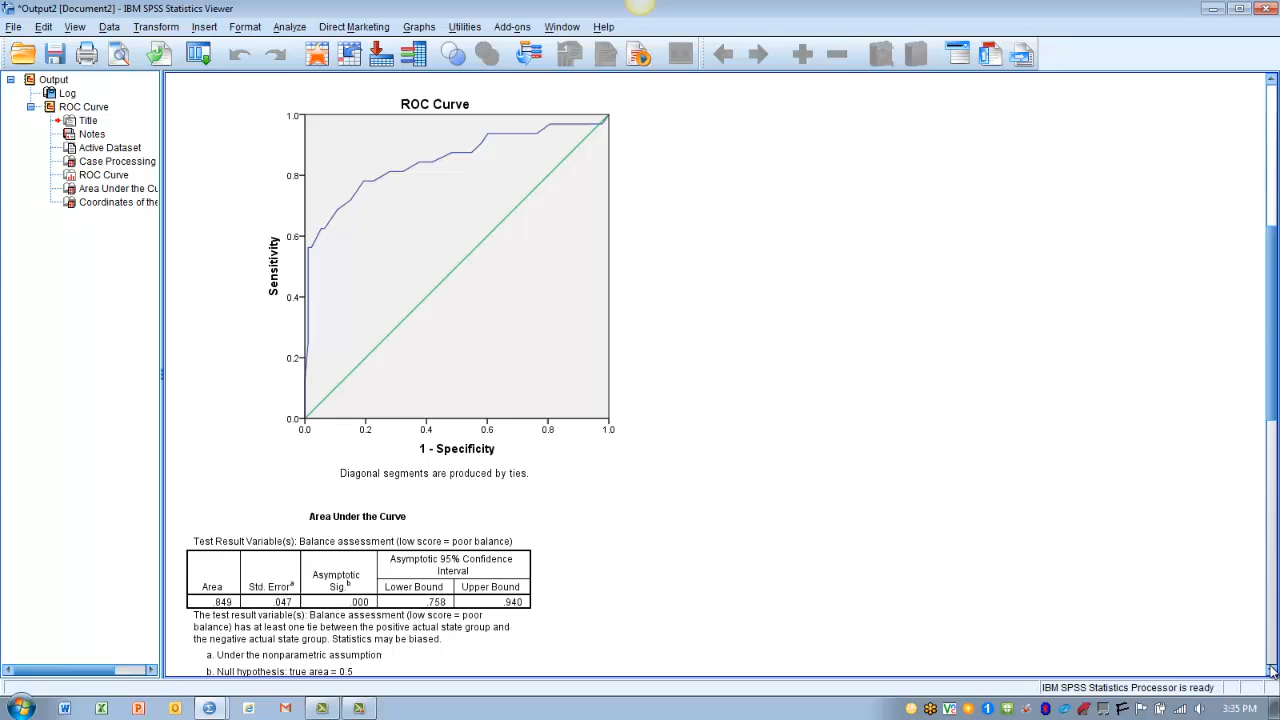 *Output2 [Document2] - IBM SPSS Statistics Viewer
File Edit View Data Transform Insert Format Analyze Direct Marketing Graphs Utilities Add-ons Window Help
Output
Log
ROC Curve
Title
Notes
Active Dataset
Case Processing
ROC Curve
Area Under the Cu
Coordinates of the
ROC Curve
1.0
0.8
0.6
0.4
0.2
0.0
Sensitivity
0.0 0.2 0.4 0.6 0.8 1.0
1 - Specificity
Diagonal segments are produced by ties.
Area Under the Curve
Test Result Variable(s): Balance assessment (low score = poor balance)
Asymptotic 95% Confidence
Interval
Asymptotic
Area Std. Error a Sig. b Lower Bound Upper Bound
.849 .047 .000 .758 .940
The test result variable(s): Balance assessment (low score = poor
balance) has at least one tie between the positive actual state group and
the negative actual state group. Statistics may be biased.
a. Under the nonparametric assumption
b. Null hypothesis: true area = 0.5
IBM SPSS Statistics Processor is ready
3:35 PM